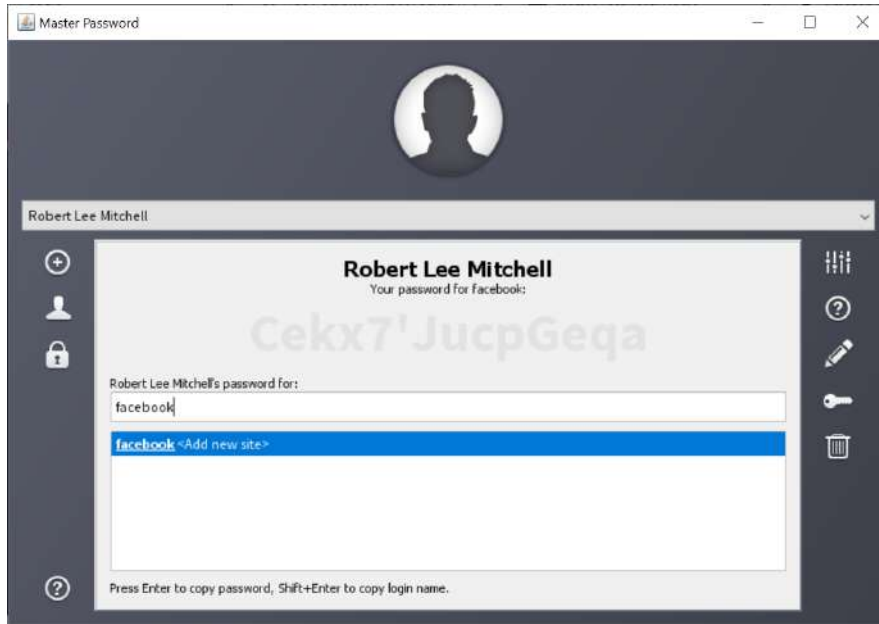 Master Password
Robert Lee Mitchell
Robert Lee Mitchell
Your password for facebook:
Cekx7'JucpGeqa
Robert Lee Mitchell's password for:
facebook
facebook <Add new site>
Press Enter to copy password, Shift+Enter to copy login name.